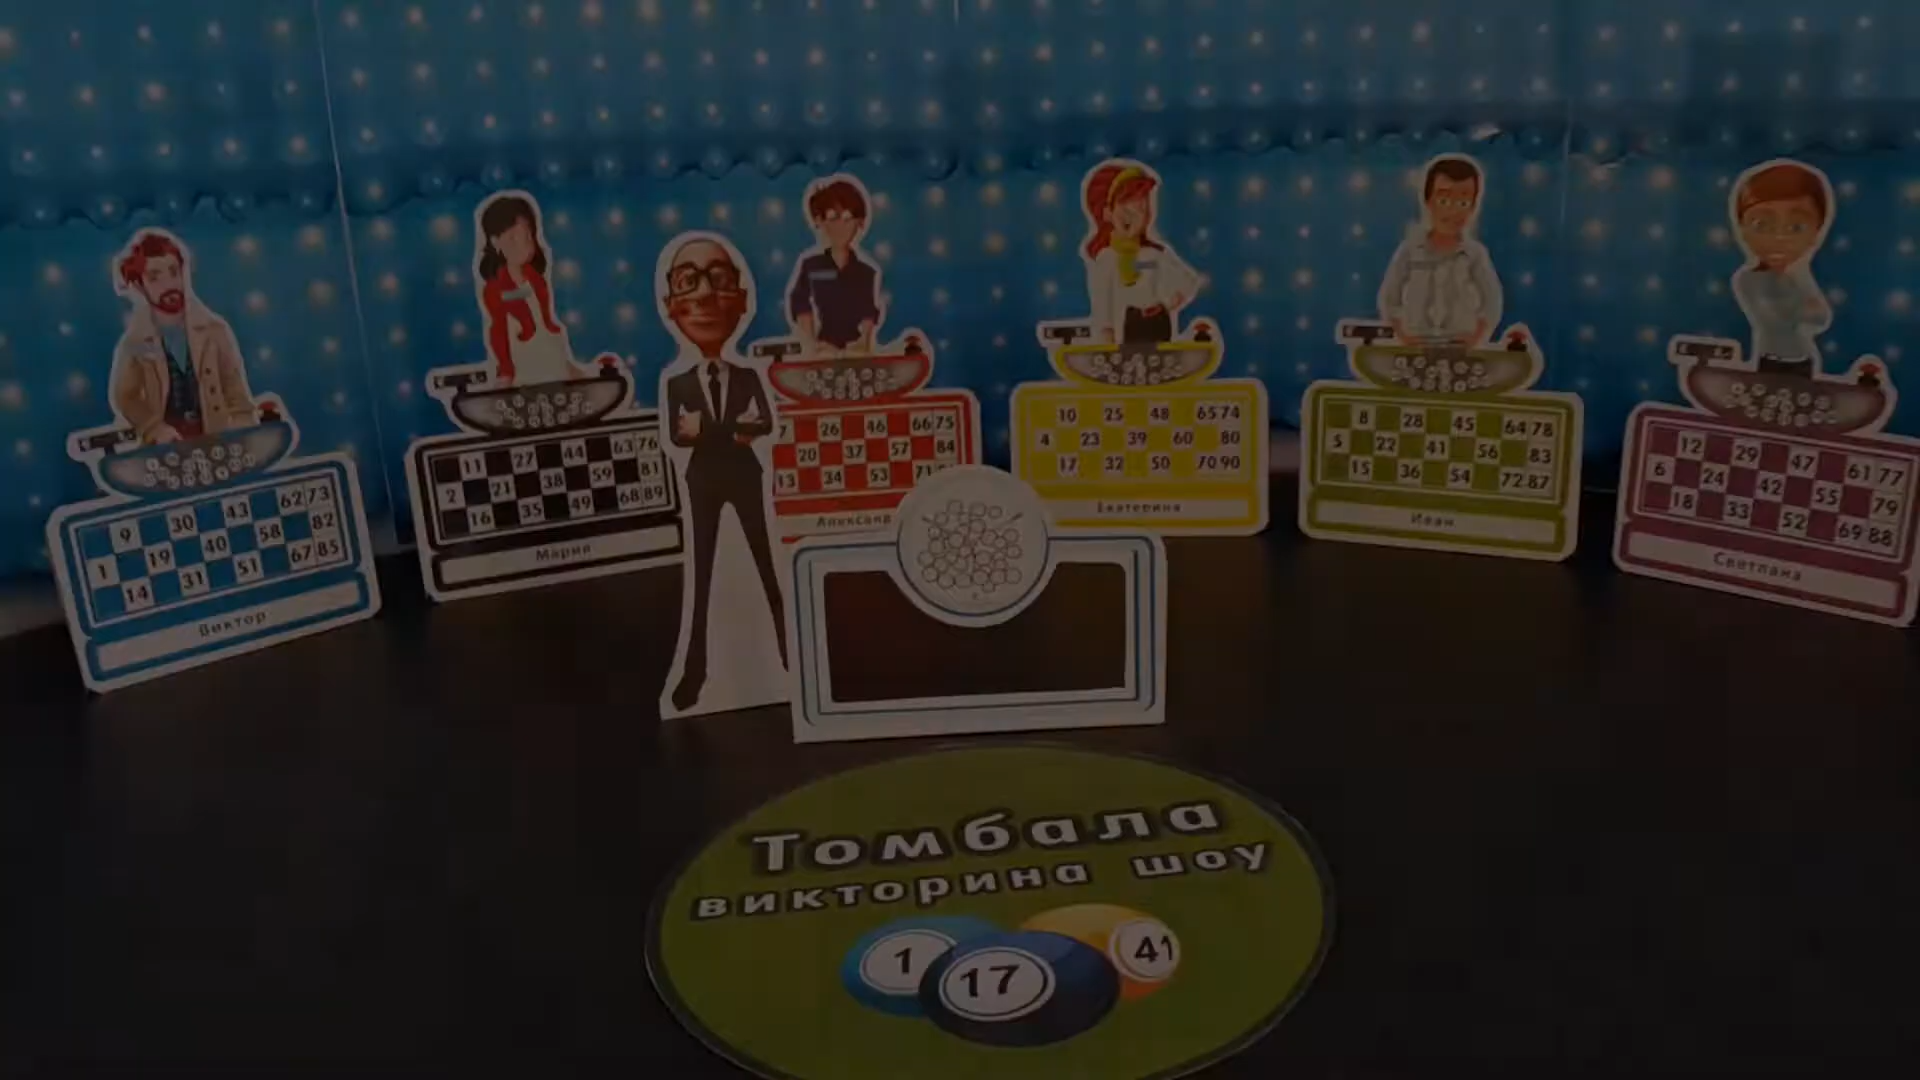 9 30 43 62 73
1 19 40 58 82
14 31 51 67 85
Виктор
11 27 44 63 76
2 21 38 59 81
16 35 49 68 89
Мария
7 26 46 66 75
20 37 57 84
13 34 53 71
Александ
10 25 48 65 74
4 23 39 60 80
17 32 50 70 90
Екатерина
8 28 45 64 78
5 22 41 56 83
15 36 54 72 87
Иван
12 29 47 61 77
6 24 42 55 79
18 33 52 69 88
Светлана
Томбала
викторина шоу
1 17 41